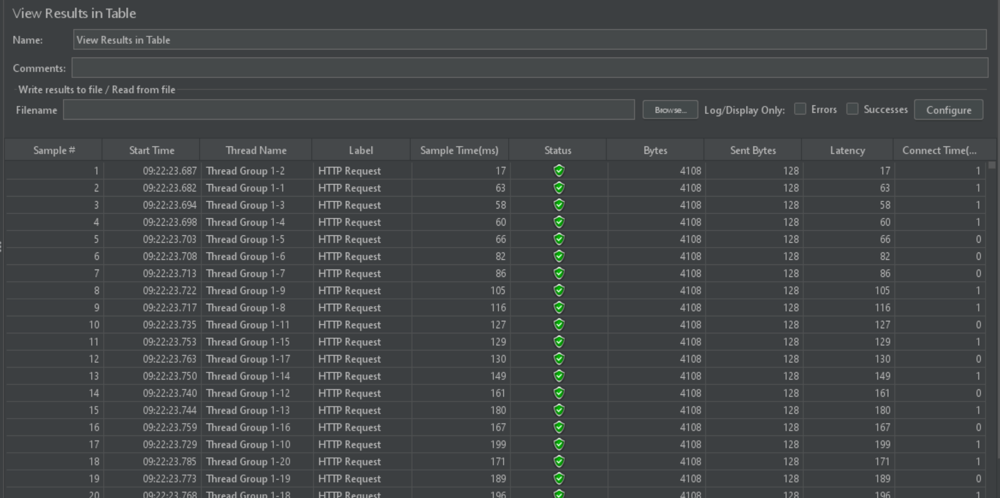 View Results in Table
Name: View Results in Table
Comments:
Write results to file / Read from file
Filename Browse... Log/Display Only: Errors Successes Configure
Sample # Start Time Thread Name Label Sample Time(ms) Status Bytes Sent Bytes Latency Connect Time(...
1 09:22:23.687 Thread Group 1-2 HTTP Request 17 4108 128 17 1
2 09:22:23.682 Thread Group 1-1 HTTP Request 63 4108 128 63 1
3 09:22:23.694 Thread Group 1-3 HTTP Request 58 4108 128 58 1
4 09:22:23.698 Thread Group 1-4 HTTP Request 60 4108 128 60 1
5 09:22:23.703 Thread Group 1-5 HTTP Request 66 4108 128 66 0
6 09:22:23.708 Thread Group 1-6 HTTP Request 82 4108 128 82 0
7 09:22:23.713 Thread Group 1-7 HTTP Request 86 4108 128 86 0
8 09:22:23.722 Thread Group 1-9 HTTP Request 105 4108 128 105 1
9 09:22:23.717 Thread Group 1-8 HTTP Request 116 4108 128 116 1
10 09:22:23.735 Thread Group 1-11 HTTP Request 127 4108 128 127 0
11 09:22:23.753 Thread Group 1-15 HTTP Request 129 4108 128 129 1
12 09:22:23.763 Thread Group 1-17 HTTP Request 130 4108 128 130 0
13 09:22:23.750 Thread Group 1-14 HTTP Request 149 4108 128 149 1
14 09:22:23.740 Thread Group 1-12 HTTP Request 161 4108 128 161 0
15 09:22:23.744 Thread Group 1-13 HTTP Request 180 4108 128 180 1
16 09:22:23.759 Thread Group 1-16 HTTP Request 167 4108 128 167 0
17 09:22:23.729 Thread Group 1-10 HTTP Request 199 4108 128 199 1
18 09:22:23.785 Thread Group 1-20 HTTP Request 171 4108 128 171 1
19 09:22:23.773 Thread Group 1-19 HTTP Request 189 4108 128 189 0
20 09:22:23.768 Thread Group 1-18 HTTP Request 196 4108 128 196 1